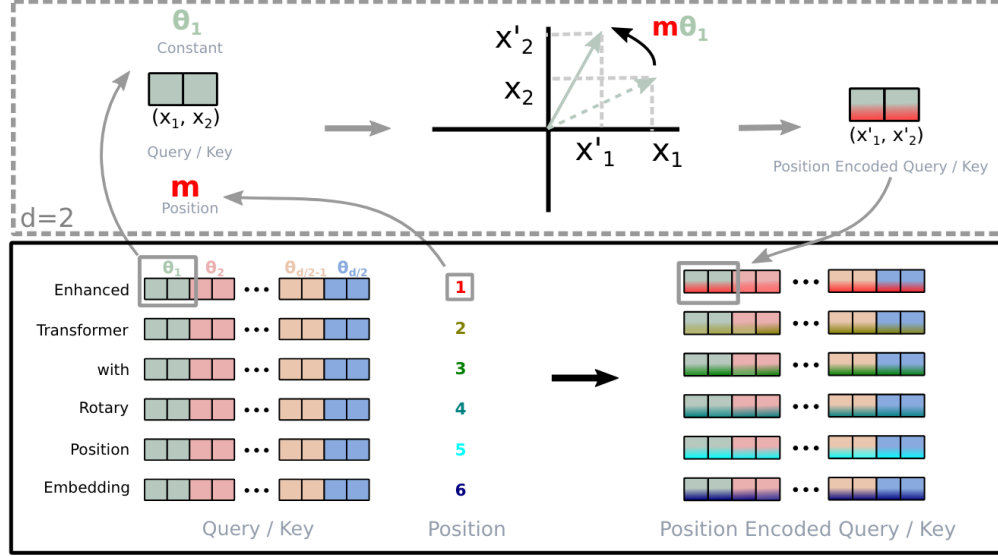 θ₁
Constant
(x₁, x₂)
Query / Key
m
Position
d=2
x'₂
x₂
x'₁
x₁
mθ₁
(x'₁, x'₂)
Position Encoded Query / Key
θ₁ θ₂ θd/2-1 θd/2
Enhanced ••• 1 •••
Transformer ••• 2 •••
with ••• 3 •••
Rotary ••• 4 •••
Position ••• 5 •••
Embedding ••• 6 •••
Query / Key Position Position Encoded Query / Key